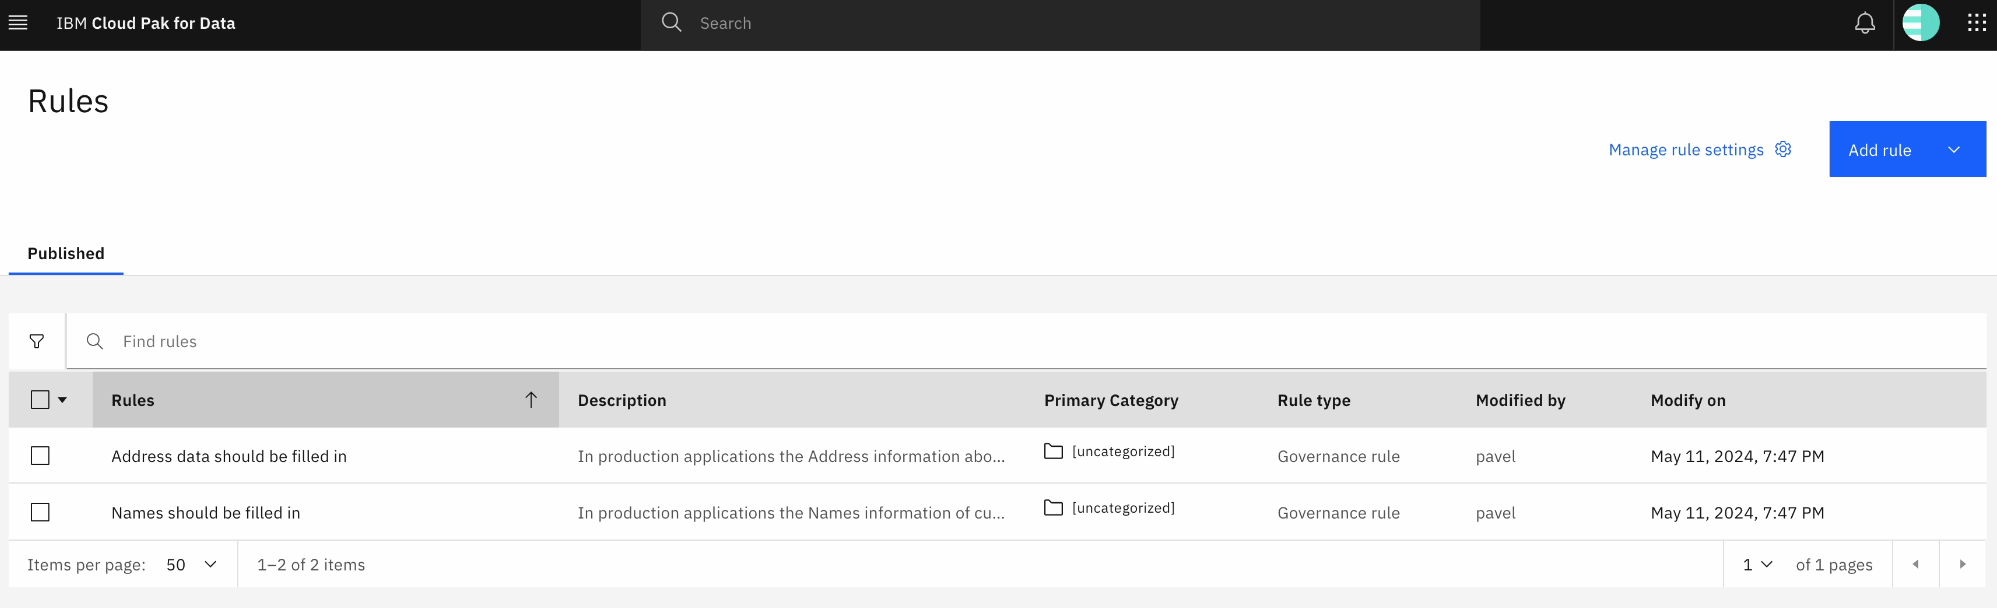 IBM Cloud Pak for Data
Search
Rules
Manage rule settings
Add rule
Published
Find rules
Rules Description Primary Category Rule type Modified by Modify on
Address data should be filled in In production applications the Address information abo... [uncategorized] Governance rule pavel May 11, 2024, 7:47 PM
Names should be filled in In production applications the Names information of cu... [uncategorized] Governance rule pavel May 11, 2024, 7:47 PM
Items per page: 50 1–2 of 2 items 1 of 1 pages